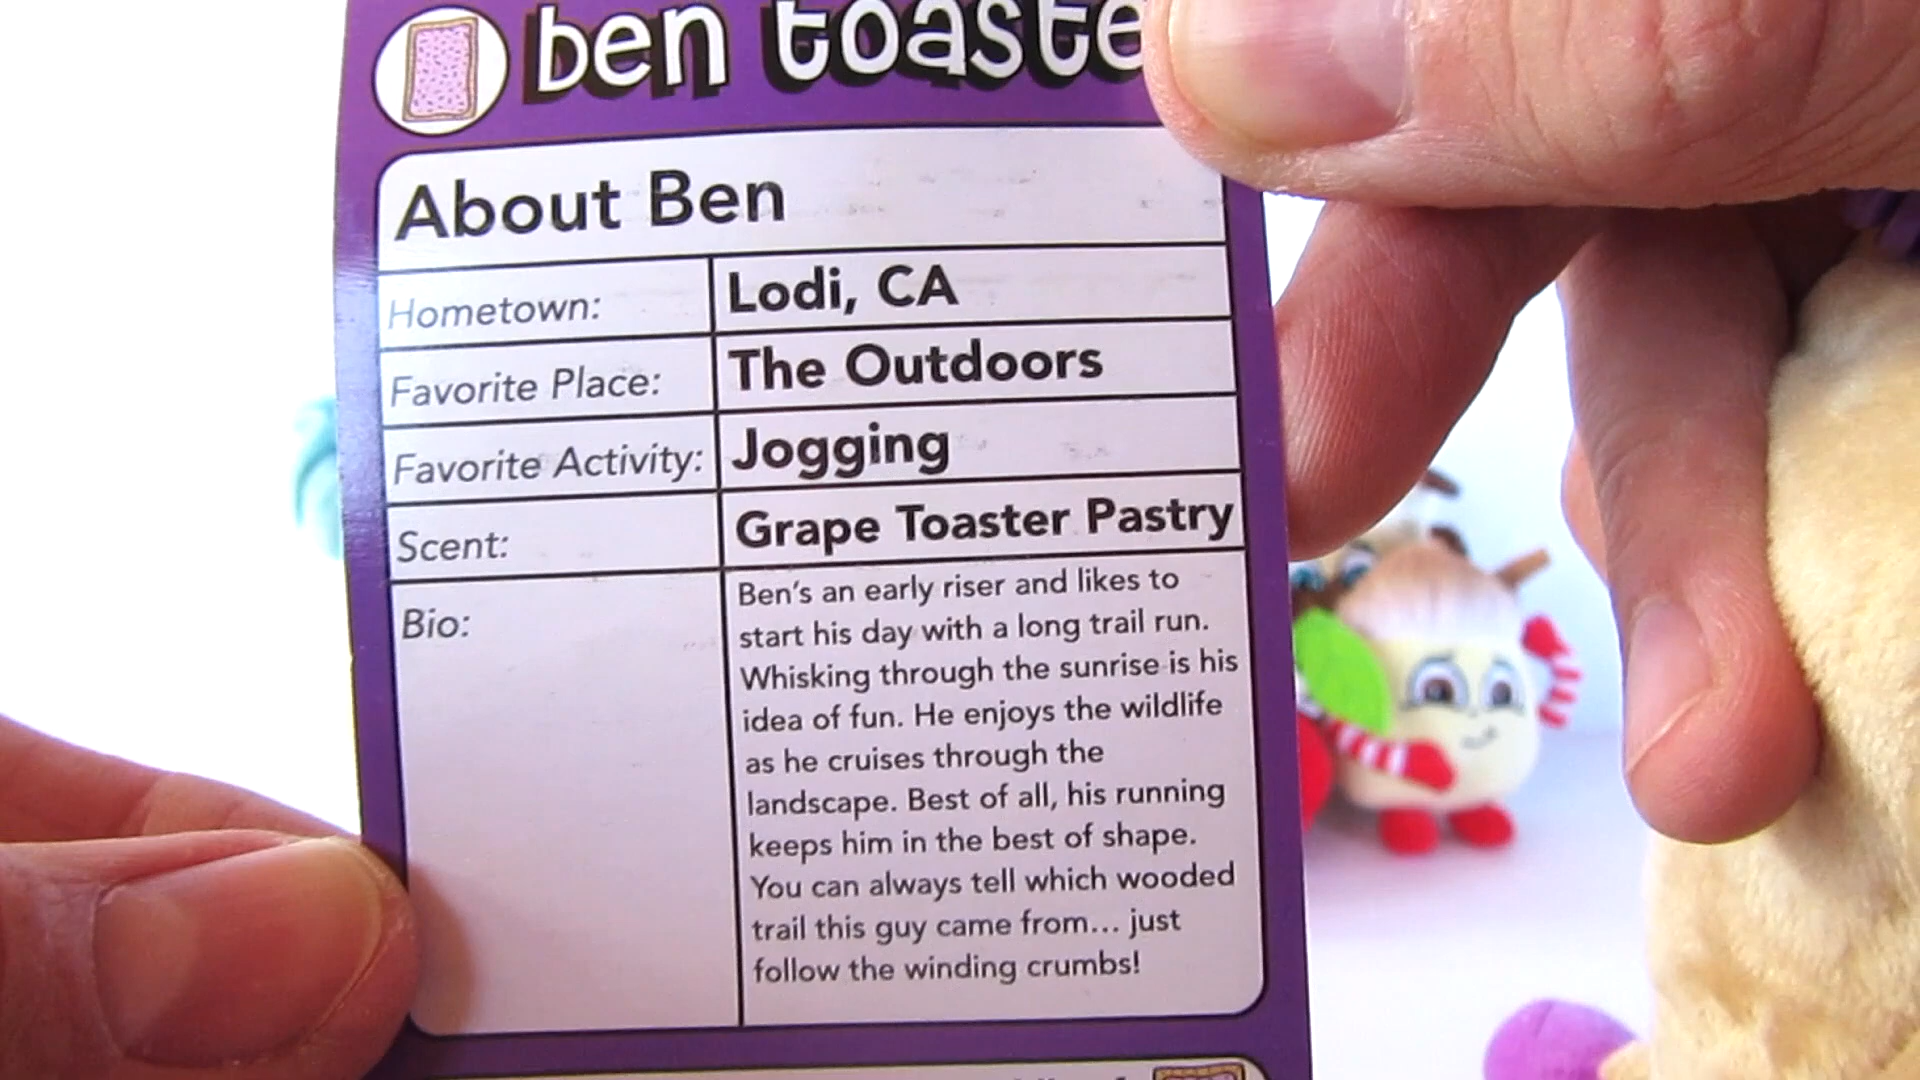 ben toaste
About Ben
Hometown: Lodi, CA
Favorite Place: The Outdoors
Favorite Activity: Jogging
Scent: Grape Toaster Pastry
Bio: Ben's an early riser and likes to
start his day with a long trail run.
Whisking through the sunrise is his
idea of fun. He enjoys the wildlife
as he cruises through the
landscape. Best of all, his running
keeps him in the best of shape.
You can always tell which wooded
trail this guy came from... just
follow the winding crumbs!